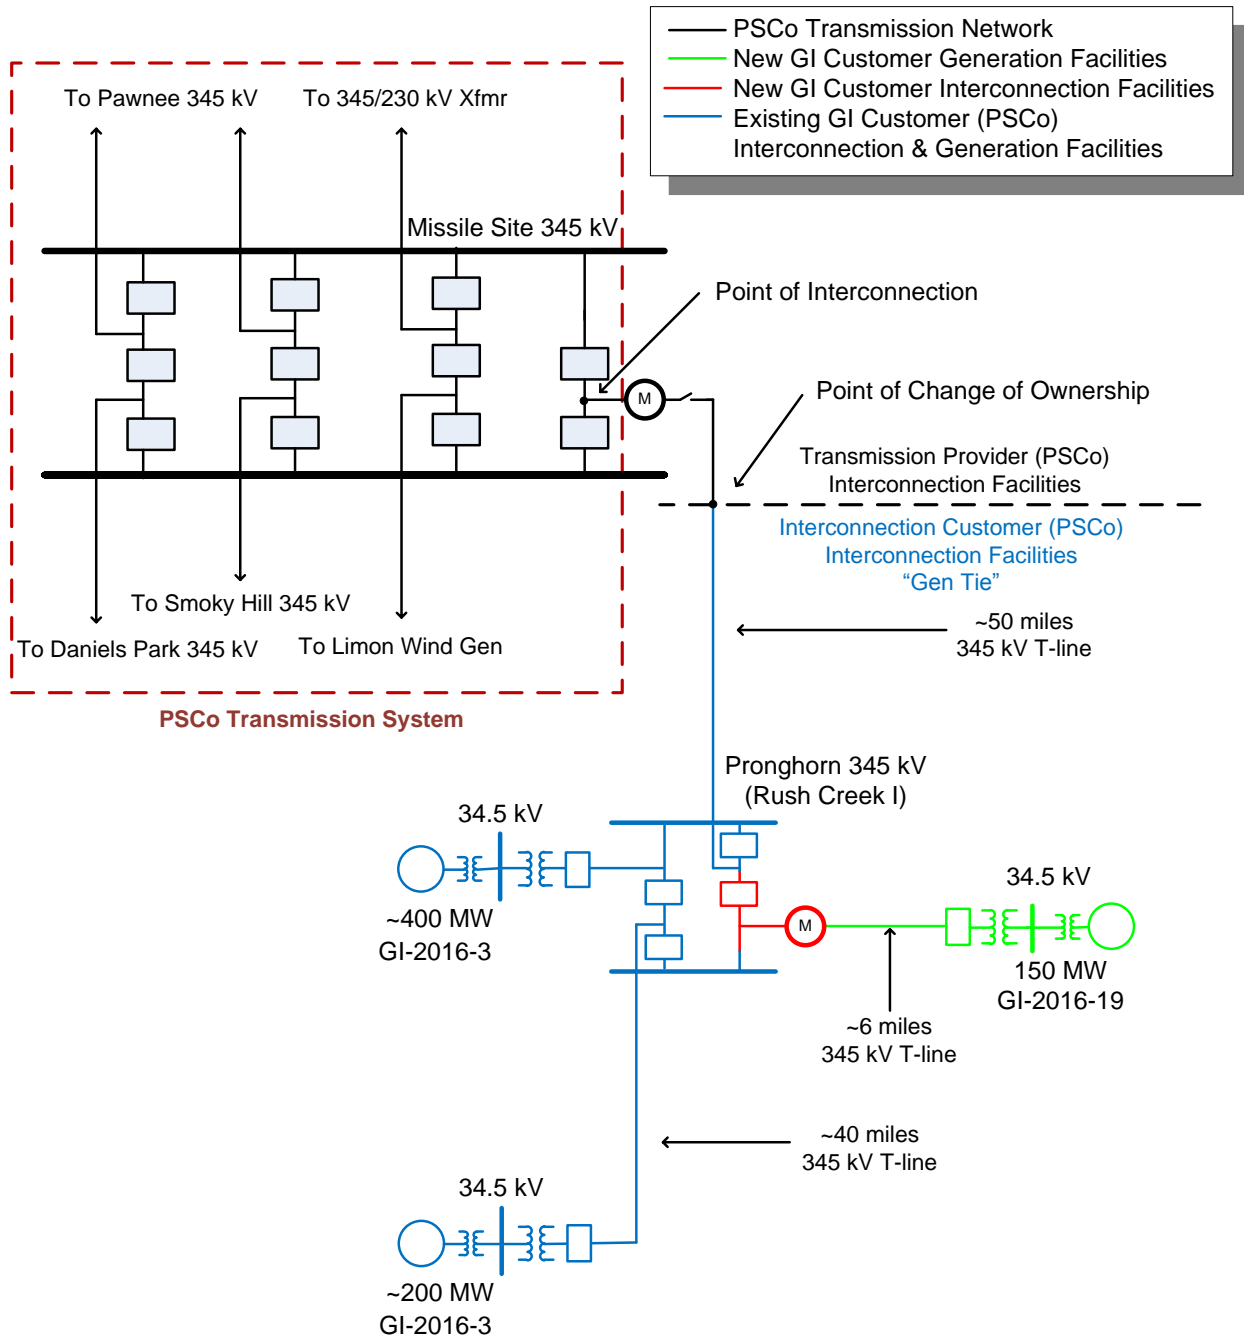 PSCo Transmission Network
New GI Customer Generation Facilities
New GI Customer Interconnection Facilities
Existing GI Customer (PSCo)
Interconnection & Generation Facilities
To Pawnee 345 kV
To 345/230 kV Xfmr
Missile Site 345 kV
Point of Interconnection
M
Point of Change of Ownership
Transmission Provider (PSCo)
Interconnection Facilities
Interconnection Customer (PSCo)
Interconnection Facilities
“Gen Tie”
To Smoky Hill 345 kV
To Daniels Park 345 kV
To Limon Wind Gen
~50 miles
345 kV T-line
PSCo Transmission System
Pronghorn 345 kV
(Rush Creek I)
34.5 kV
~400 MW
GI-2016-3
M
34.5 kV
150 MW
GI-2016-19
~6 miles
345 kV T-line
~40 miles
345 kV T-line
34.5 kV
~200 MW
GI-2016-3